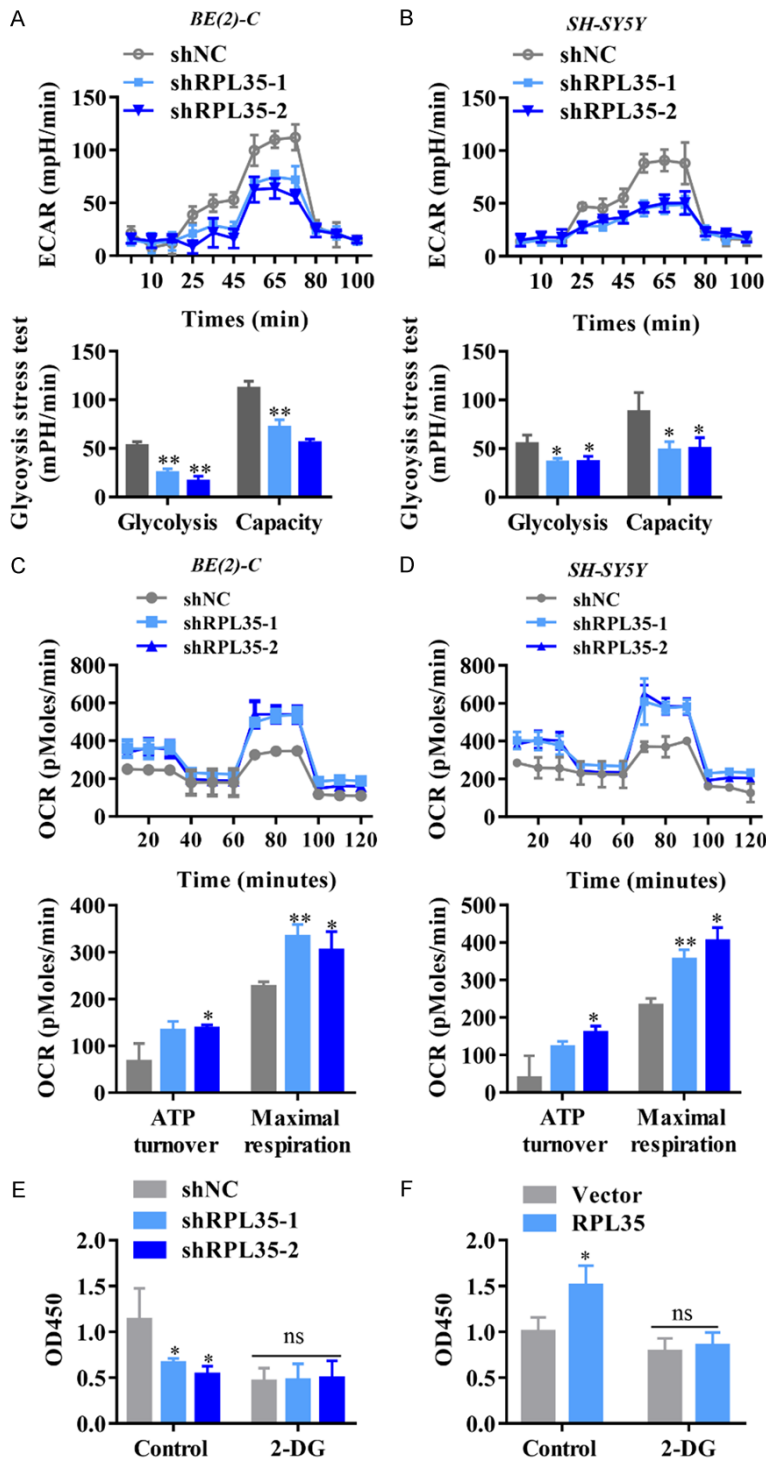 A
BE(2)-C
shNC
shRPL35-1
shRPL35-2
ECAR (mpH/min)
150
100
50
0
10 25 45 65 80 100
Times (min)
Glycoysis stress test
(mPH/min)
150
100
50
0
** ** **
Glycolysis Capacity
B
SH-SY5Y
shNC
shRPL35-1
shRPL35-2
ECAR (mpH/min)
150
100
50
0
10 25 45 65 80 100
Times (min)
Glycoysis stress test
(mPH/min)
150
100
50
0
* * * *
Glycolysis Capacity
C
BE(2)-C
shNC
shRPL35-1
shRPL35-2
OCR (pMoles/min)
800
600
400
200
0
20 40 60 80 100 120
Time (minutes)
OCR (pMoles/min)
400
300
200
100
0
* ** *
ATP Maximal
turnover respiration
D
SH-SY5Y
shNC
shRPL35-1
shRPL35-2
OCR (pMoles/min)
800
600
400
200
0
20 40 60 80 100 120
Time (minutes)
OCR (pMoles/min)
500
400
300
200
100
0
* ** *
ATP Maximal
turnover respiration
E
shNC
shRPL35-1
shRPL35-2
OD450
2.0
1.5
1.0
0.5
0.0
* * ns
Control 2-DG
F
Vector
RPL35
OD450
2.0
1.5
1.0
0.5
0.0
* ns
Control 2-DG